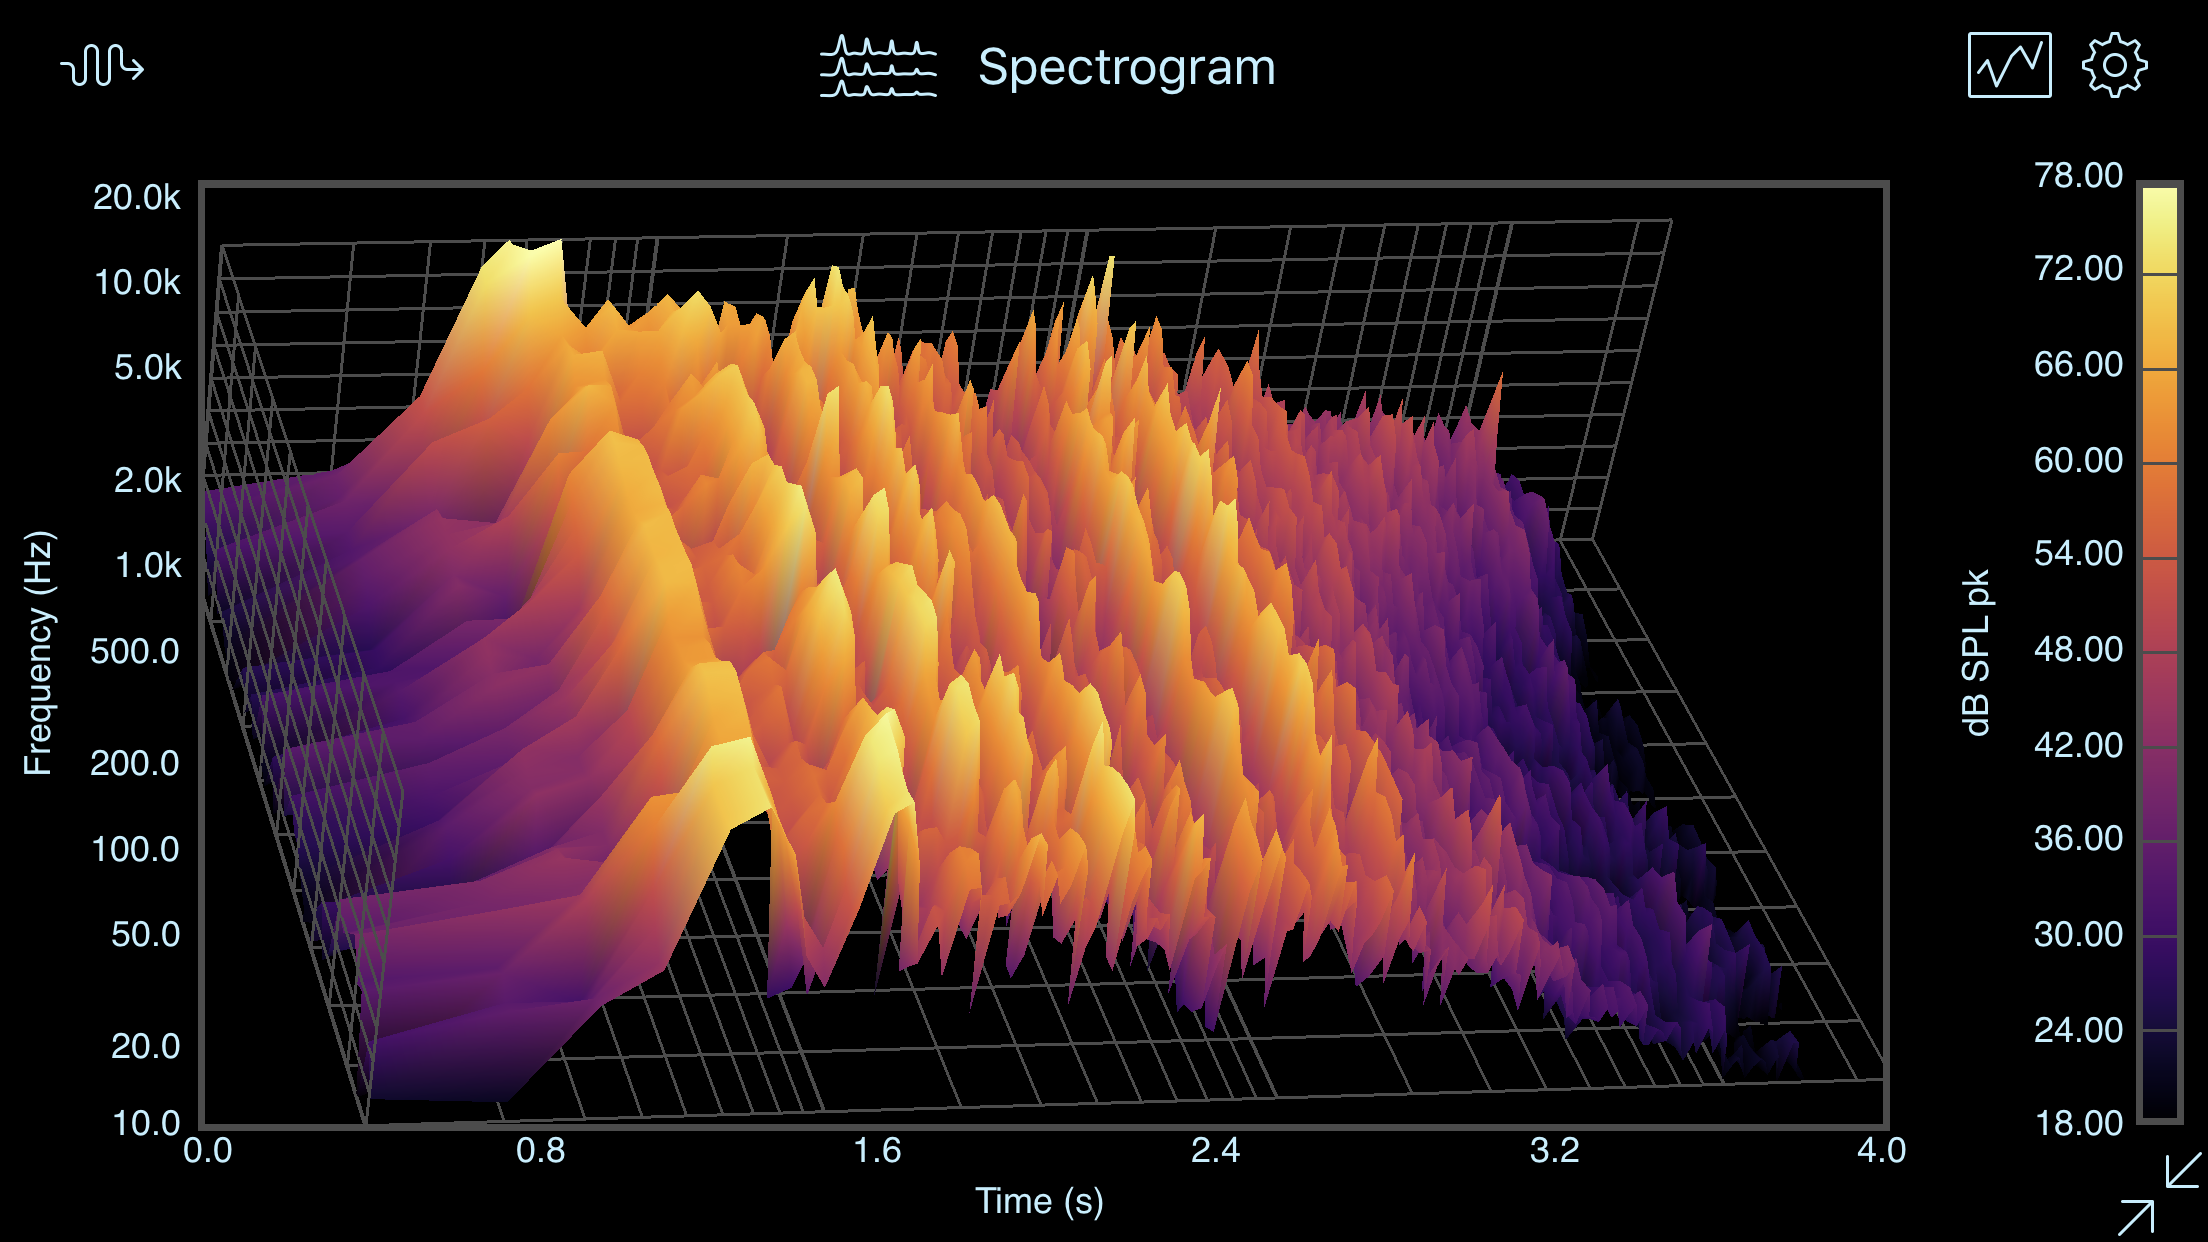 Spectrogram
20.0k
10.0k
5.0k
2.0k
1.0k
500.0
200.0
100.0
50.0
20.0
10.0
Frequency (Hz)
0.0 0.8 1.6 2.4 3.2 4.0
Time (s)
dB SPL pk
78.00
72.00
66.00
60.00
54.00
48.00
42.00
36.00
30.00
24.00
18.00